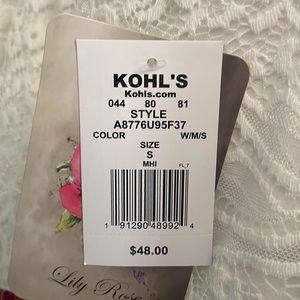 KOHL'S
Kohls.com
044 80 81
STYLE
A8776U95F37
COLOR W/M/S
SIZE
S
MHI FL_7
1 91290 48992 4
$48.00
Lily Rose